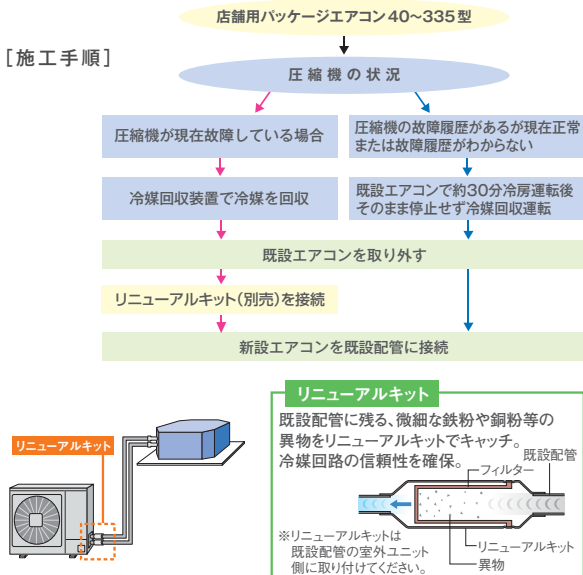 店舗用パッケージエアコン40〜335型
[施工手順]
圧縮機の状況
圧縮機が現在故障している場合
圧縮機の故障履歴があるが現在正常
または故障履歴がわからない
冷媒回収装置で冷媒を回収
既設エアコンで約30分冷房運転後
そのまま停止せず冷媒回収運転
既設エアコンを取り外す
リニューアルキット(別売)を接続
新設エアコンを既設配管に接続
リニューアルキット
リニューアルキット
既設配管に残る、微細な鉄粉や銅粉等の
異物をリニューアルキットでキャッチ。
冷媒回路の信頼性を確保。
既設配管
フィルター
※リニューアルキットは
既設配管の室外ユニット
側に取り付けてください。
リニューアルキット
異物